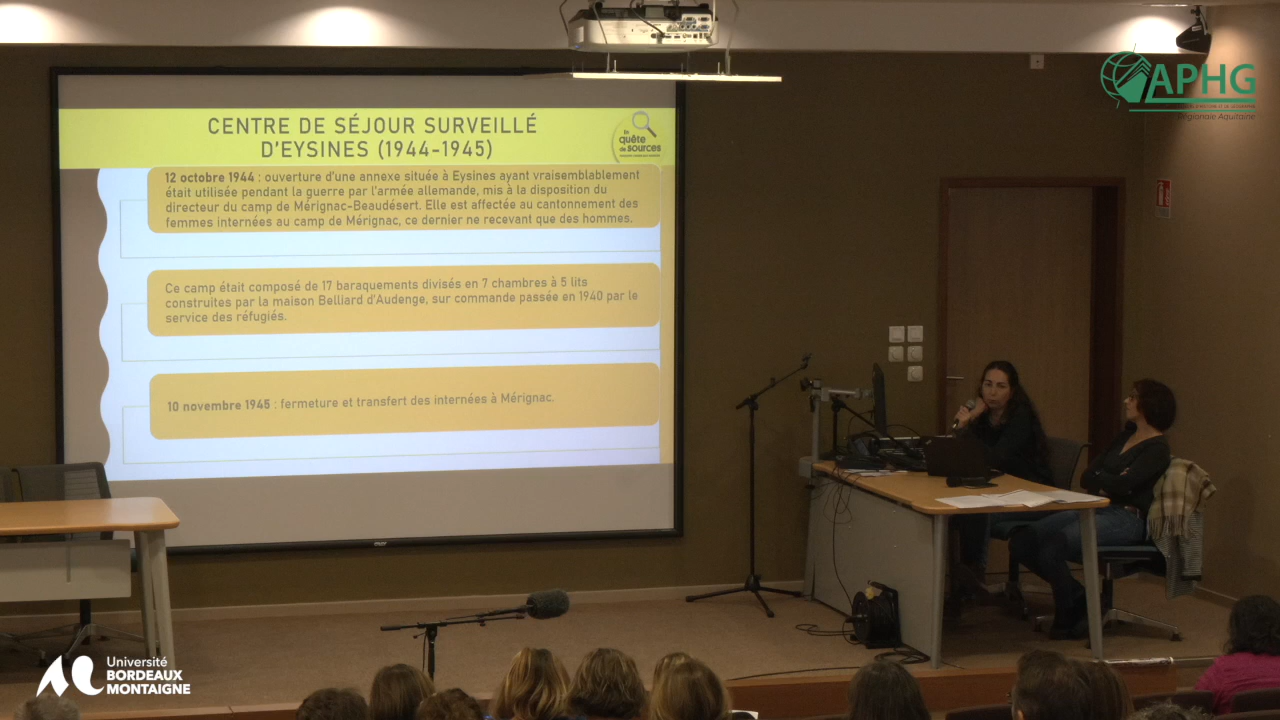 CENTRE DE SÉJOUR SURVEILLÉ
D'EYSINES (1944-1945)
en
quête
de sources
12 octobre 1944 : ouverture d'une annexe située à Eysines ayant vraisemblablement
était utilisée pendant la guerre par l'armée allemande, mis à la disposition du
directeur du camp de Mérignac-Beaudésert. Elle est affectée au cantonnement des
femmes internées au camp de Mérignac, ce dernier ne recevant que des hommes.
Ce camp était composé de 17 baraquements divisés en 7 chambres à 5 lits
construites par la maison Belliard d'Audenge, sur commande passée en 1940 par le
service des réfugiés.
10 novembre 1945 : fermeture et transfert des internées à Mérignac.
APHG
Régionale Aquitaine
Université
BORDEAUX
MONTAIGNE